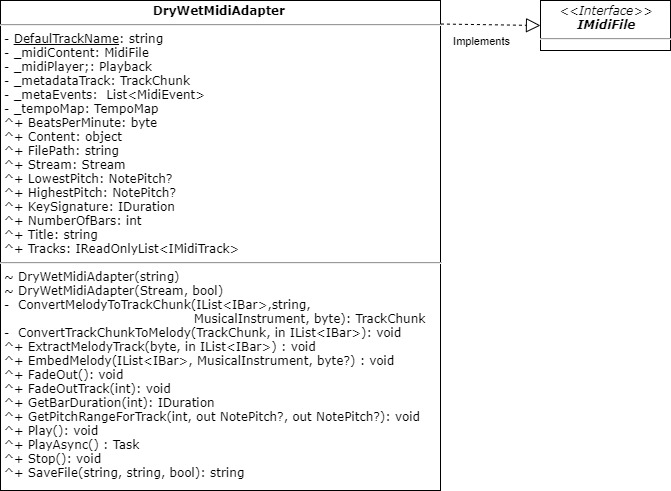 DryWetMidiAdapter
- DefaulTrackName: string
- _midiContent: MidiFile
- _midiPlayer;: Playback
- _metadataTrack: TrackChunk
- _metaEvents:  List<MidiEvent>
- _tempoMap: TempoMap
^+ BeatsPerMinute: byte
^+ Content: object
^+ FilePath: string
^+ Stream: Stream
^+ LowestPitch: NotePitch?
^+ HighestPitch: NotePitch?
^+ KeySignature: IDuration
^+ NumberOfBars: int
^+ Title: string
^+ Tracks: IReadOnlyList<IMidiTrack>
~ DryWetMidiAdapter(string)
~ DryWetMidiAdapter(Stream, bool)
-  ConvertMelodyToTrackChunk(IList<IBar>,string,
MusicalInstrument, byte): TrackChunk
-  ConvertTrackChunkToMelody(TrackChunk, in IList<IBar>): void
^+ ExtractMelodyTrack(byte, in IList<IBar>) : void
^+ EmbedMelody(IList<IBar>, MusicalInstrument, byte?) : void
^+ FadeOut(): void
^+ FadeOutTrack(int): void
^+ GetBarDuration(int): IDuration
^+ GetPitchRangeForTrack(int, out NotePitch?, out NotePitch?): void
^+ Play(): void
^+ PlayAsync() : Task
^+ Stop(): void
^+ SaveFile(string, string, bool): string
Implements
<<Interface>>
IMidiFile